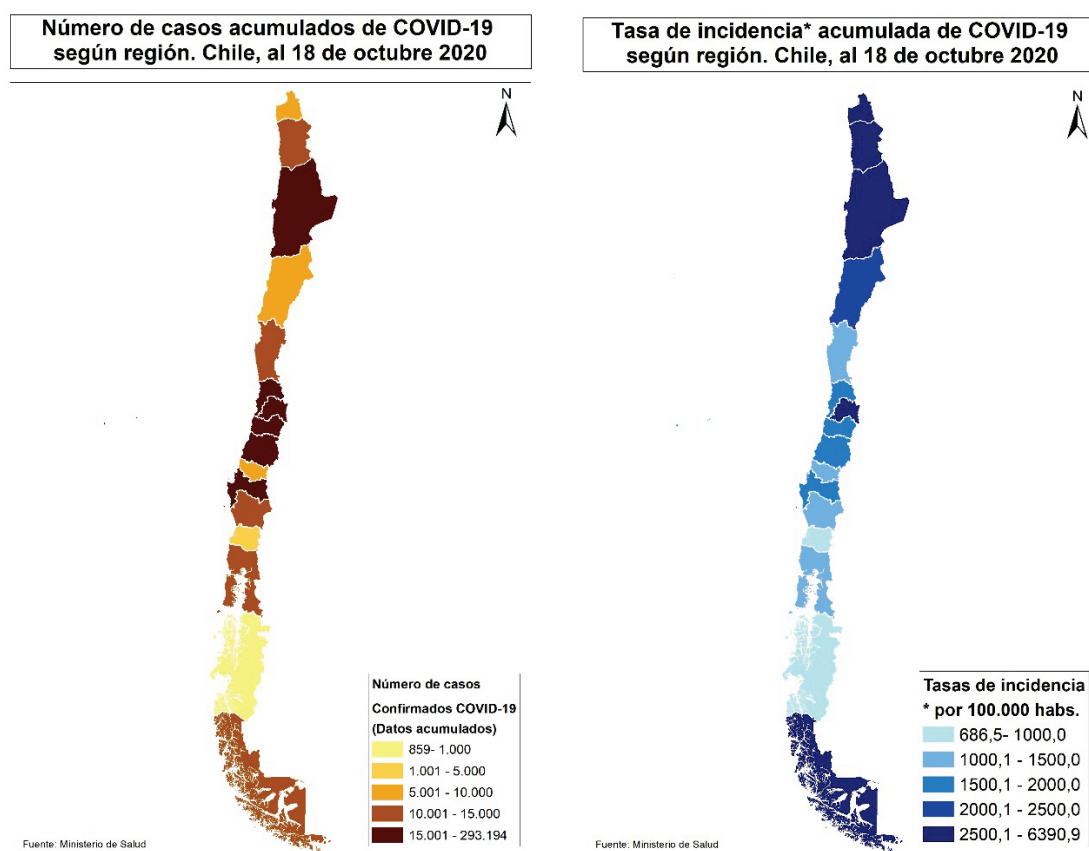 Número de casos acumulados de COVID-19
según región. Chile, al 18 de octubre 2020
N
Número de casos
Confirmados COVID-19
(Datos acumulados)
859- 1.000
1.001 - 5.000
5.001 - 10.000
10.001 - 15.000
15.001 - 293.194
Fuente: Ministerio de Salud
Tasa de incidencia* acumulada de COVID-19
según región. Chile, al 18 de octubre 2020
N
Tasas de incidencia
* por 100.000 habs.
686,5- 1000,0
1000,1 - 1500,0
1500,1 - 2000,0
2000,1 - 2500,0
2500,1 - 6390,9
Fuente: Ministerio de Salud